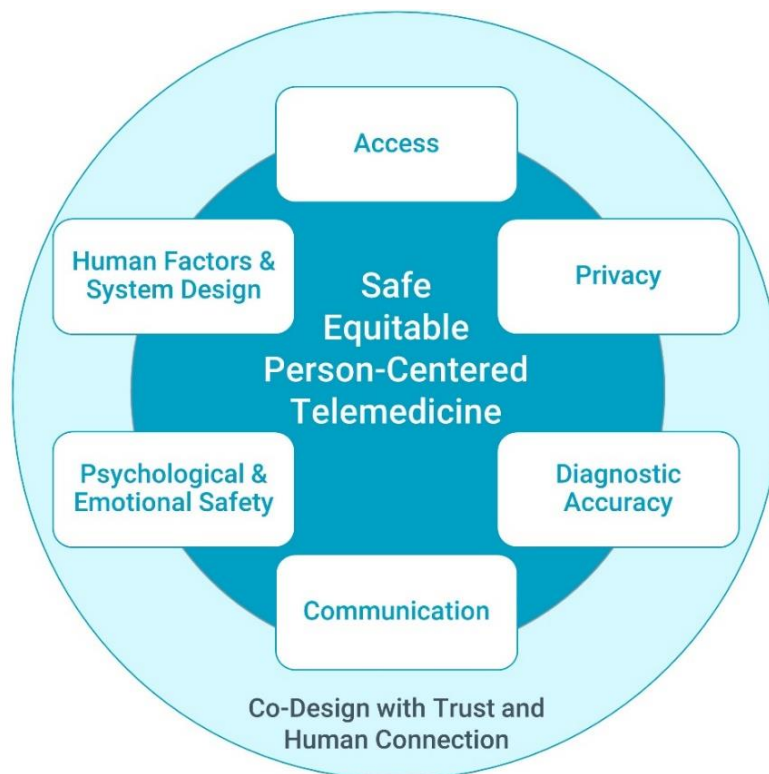 Access
Human Factors &
System Design
Privacy
Safe
Equitable
Person-Centered
Telemedicine
Psychological &
Emotional Safety
Diagnostic
Accuracy
Communication
Co-Design with Trust and
Human Connection